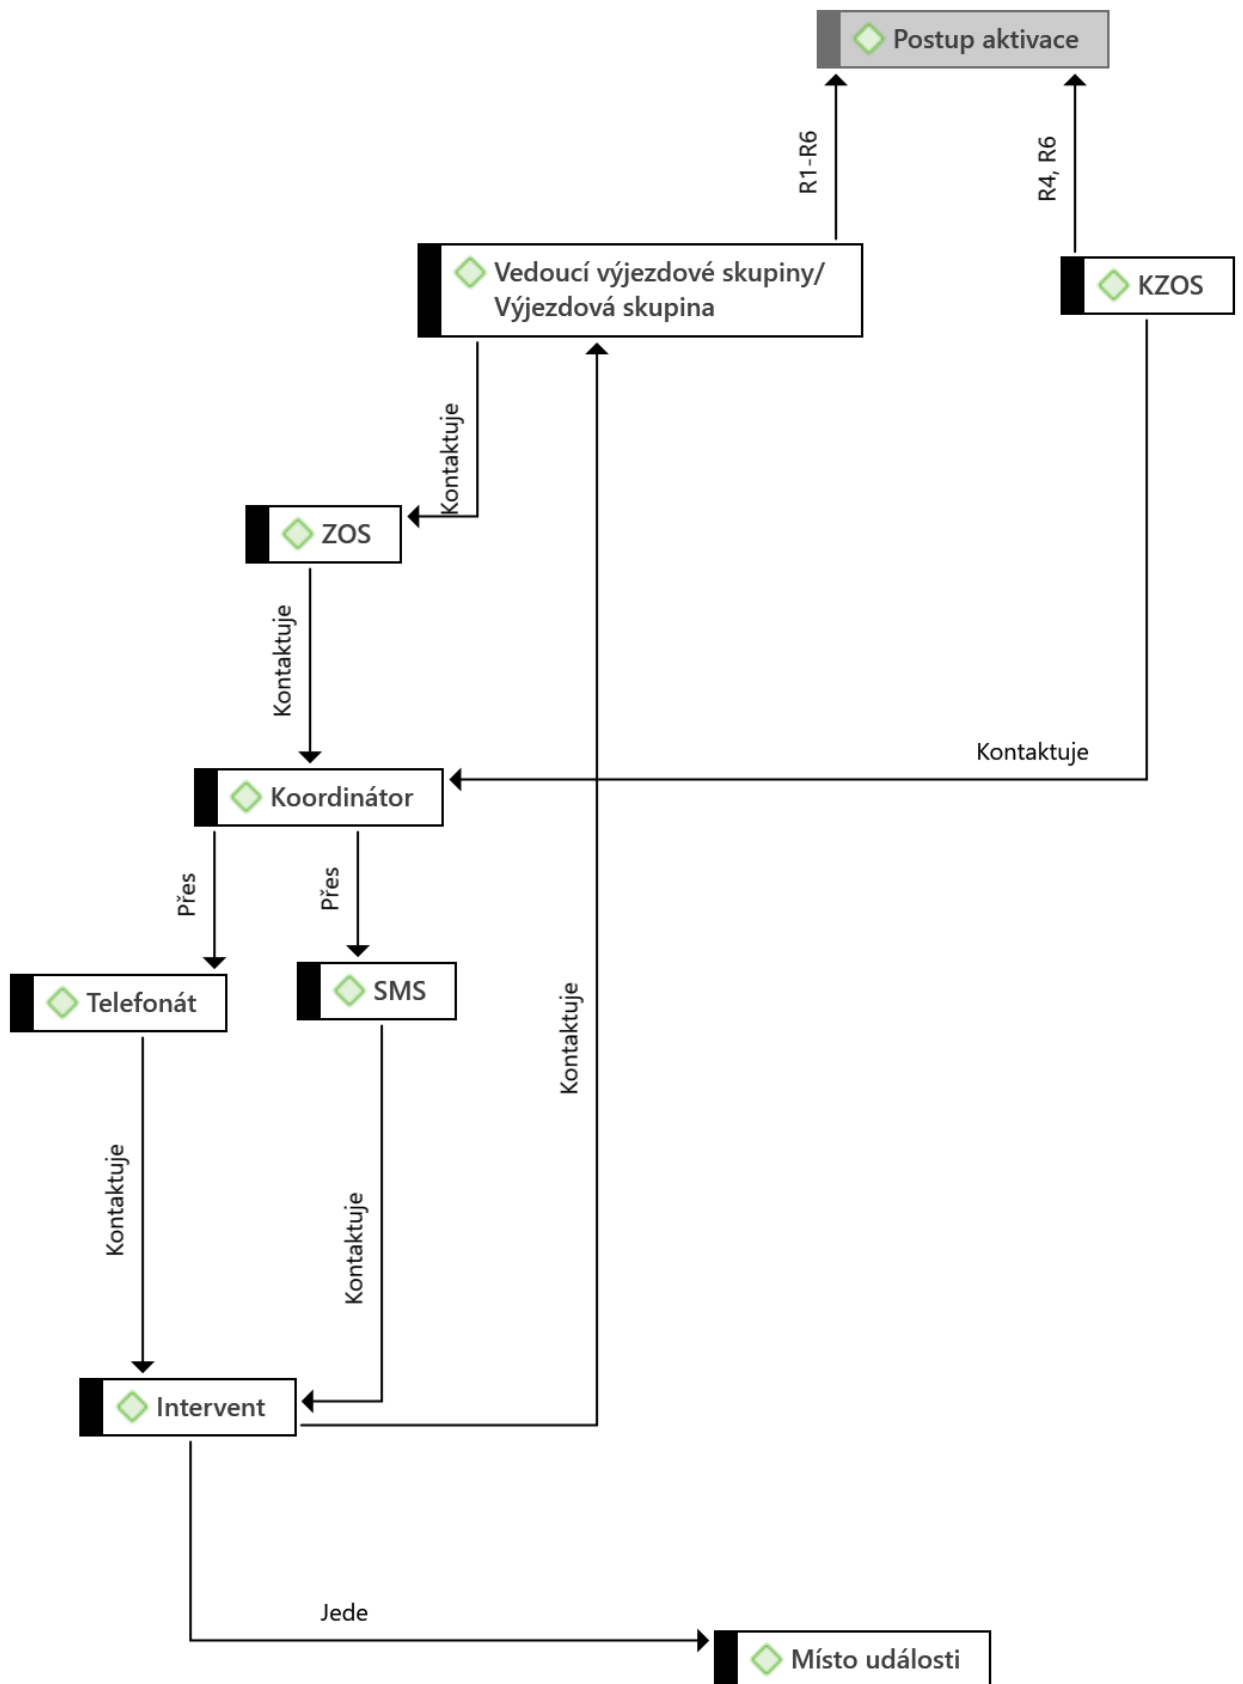 Postup aktivace
R1-R6
R4, R6
Vedoucí výjezdové skupiny/
Výjezdová skupina
KZOS
Kontaktuje
ZOS
Kontaktuje
Kontaktuje
Koordinátor
Přes
Přes
Telefonát
SMS
Kontaktuje
Kontaktuje
Kontaktuje
Intervent
Jede
Místo události